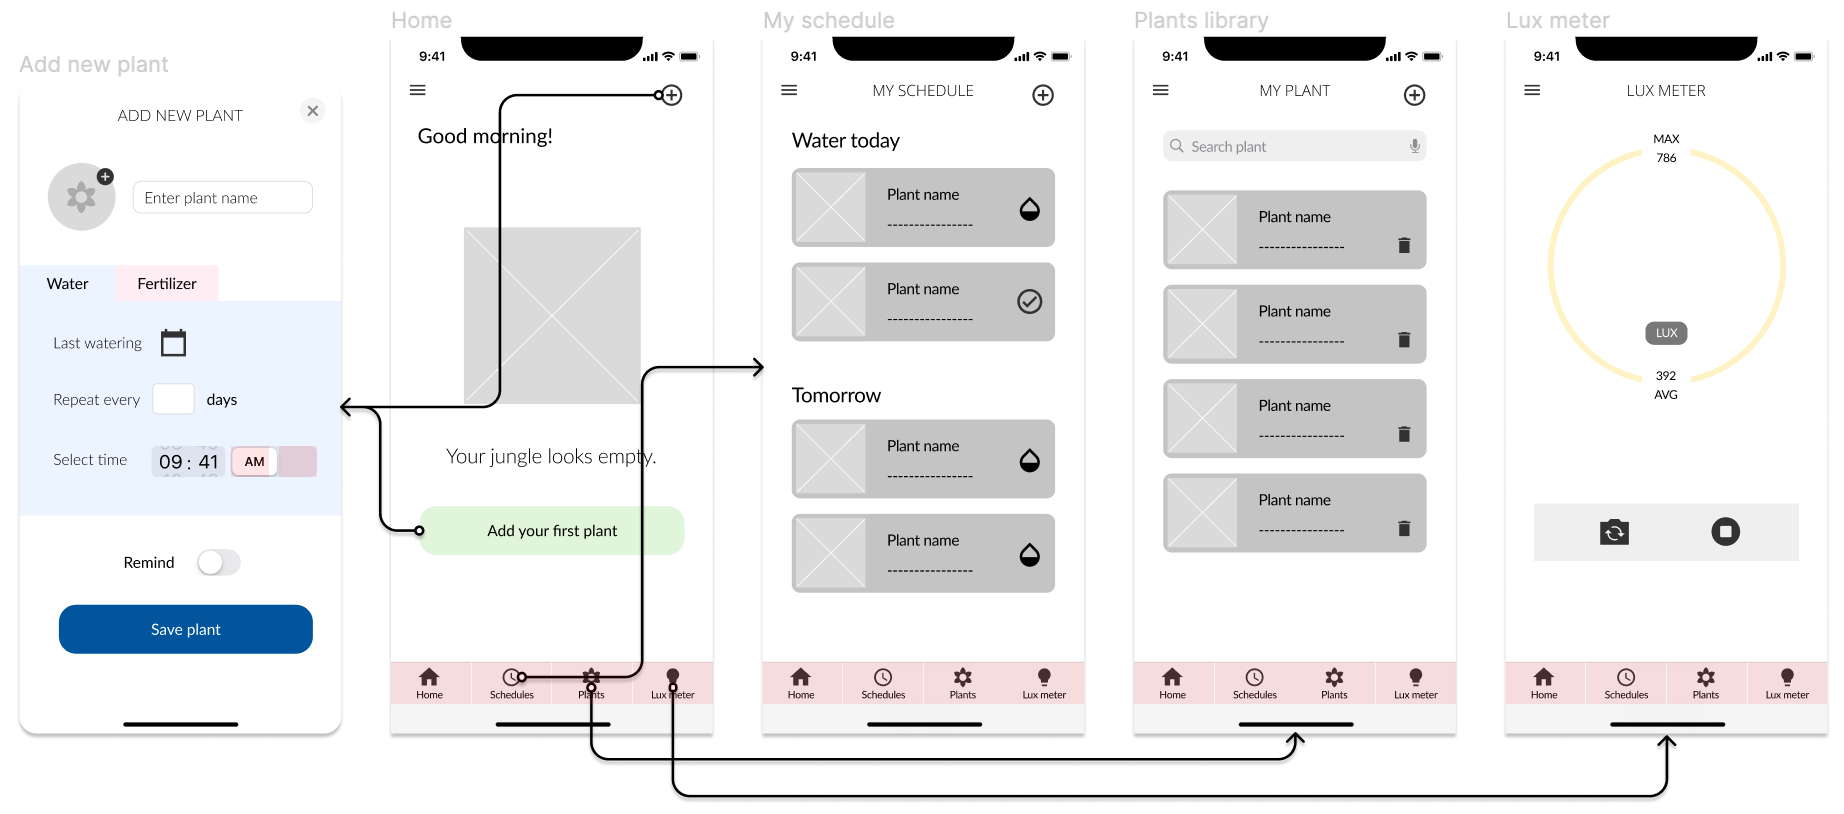 Add new plant
ADD NEW PLANT
Enter plant name
Water
Fertilizer
Last watering
Repeat every
days
Select time
09 : 41
AM
Remind
Save plant
Home
9:41
Good morning!
Your jungle looks empty.
Add your first plant
Home
Schedules
Plants
Lux meter
My schedule
9:41
MY SCHEDULE
Water today
Plant name
----------------
Plant name
----------------
Tomorrow
Plant name
----------------
Plant name
----------------
Home
Schedules
Plants
Lux meter
Plants library
9:41
MY PLANT
Search plant
Plant name
----------------
Plant name
----------------
Plant name
----------------
Plant name
----------------
Home
Schedules
Plants
Lux meter
Lux meter
9:41
LUX METER
MAX
786
LUX
392
AVG
Home
Schedules
Plants
Lux meter